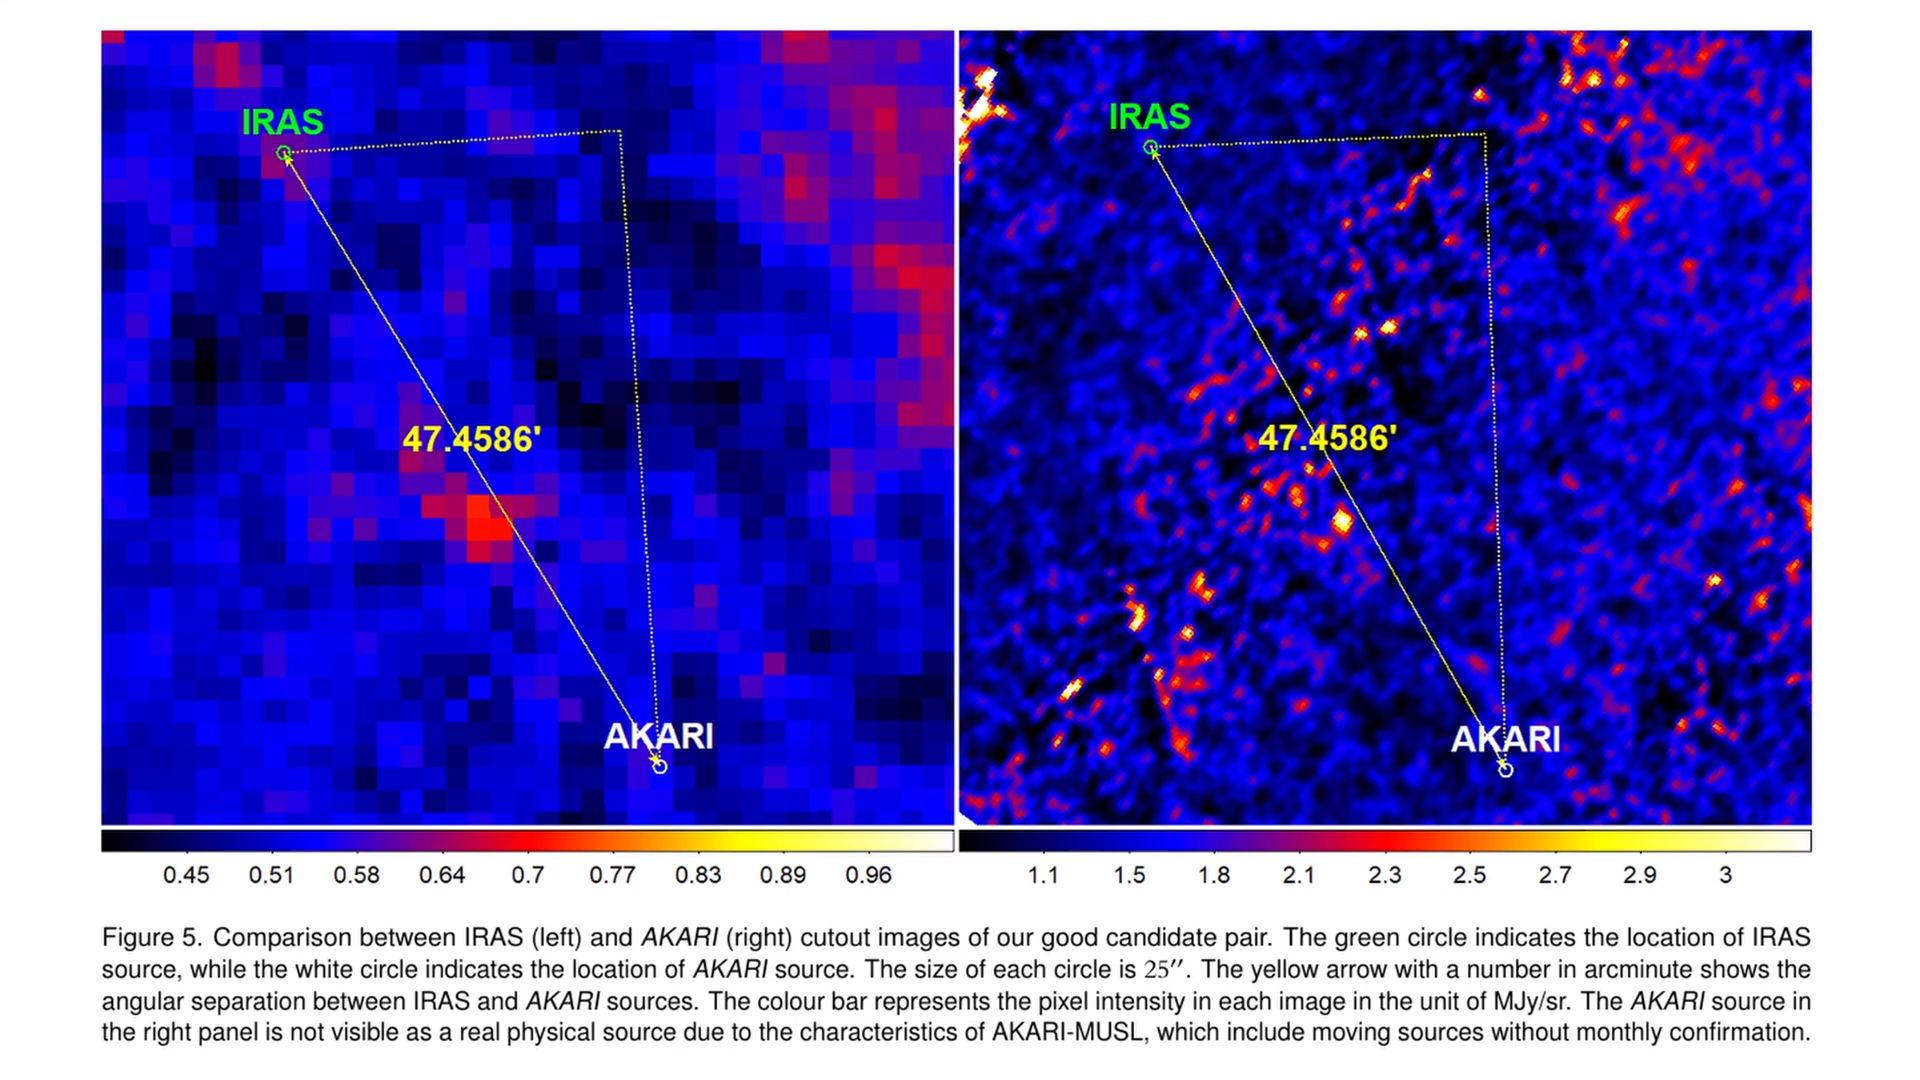 IRAS
47.4586'
AKARI
0.45 0.51 0.58 0.64 0.7 0.77 0.83 0.89 0.96
IRAS
47.4586'
AKARI
1.1 1.5 1.8 2.1 2.3 2.5 2.7 2.9 3
Figure 5. Comparison between IRAS (left) and AKARI (right) cutout images of our good candidate pair. The green circle indicates the location of IRAS
source, while the white circle indicates the location of AKARI source. The size of each circle is 25″. The yellow arrow with a number in arcminute shows the
angular separation between IRAS and AKARI sources. The colour bar represents the pixel intensity in each image in the unit of MJy/sr. The AKARI source in
the right panel is not visible as a real physical source due to the characteristics of AKARI-MUSL, which include moving sources without monthly confirmation.